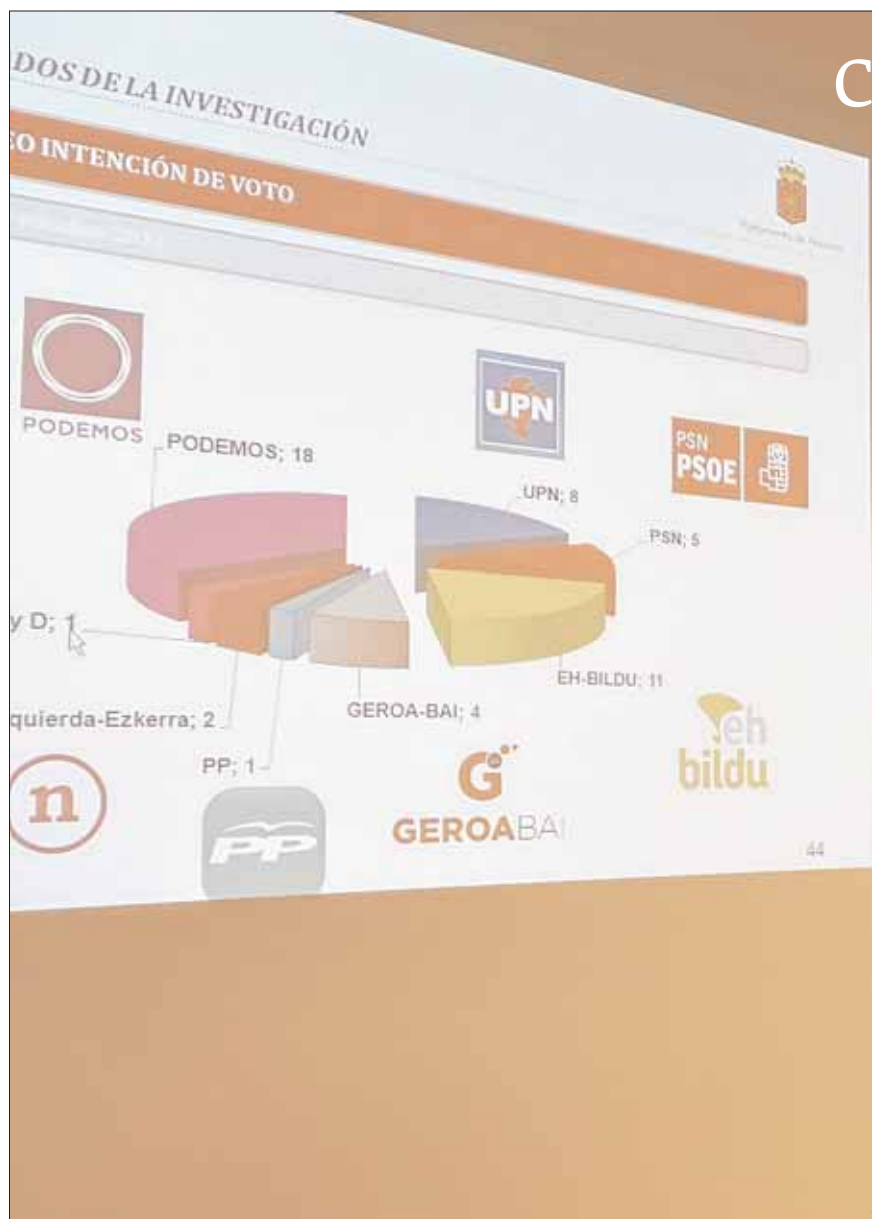 C
DOS DE LA INVESTIGACIÓN
EO INTENCIÓN DE VOTO
PODEMOS
PODEMOS; 18
UPN
UPN; 8
PSN
PSOE
PSN; 5
y D; 1
EH-BILDU; 11
quierda-Ezkerra; 2
GEROA-BAI; 4
PP; 1
n
PP
G
GEROABAI
eh
bildu
44